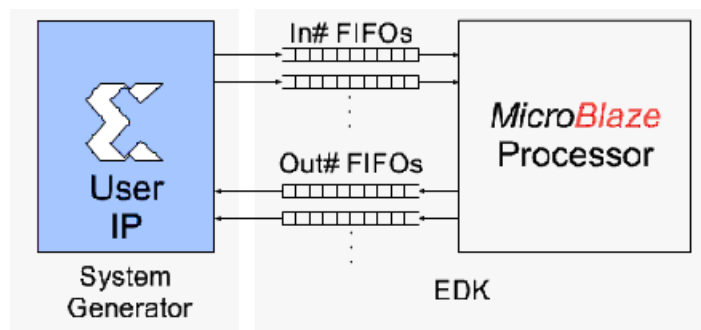 In# FIFOs
MicroBlaze
Processor
Out# FIFOs
User
IP
System
Generator
EDK